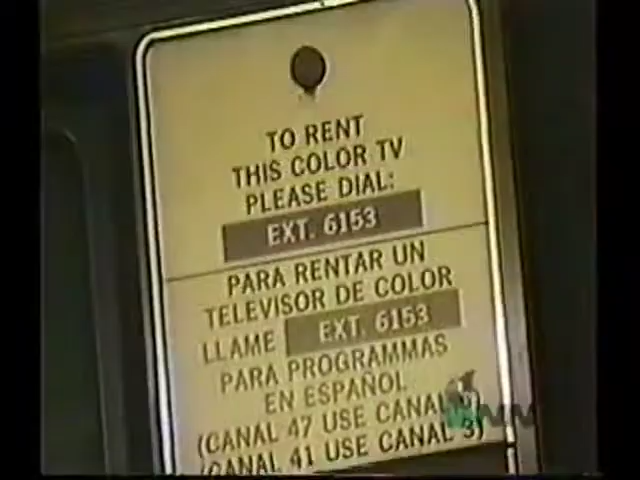 TO RENT
THIS COLOR TV
PLEASE DIAL:
EXT. 6153
PARA RENTAR UN
TELEVISOR DE COLOR
LLAME EXT. 6153
PARA PROGRAMMAS
EN ESPAÑOL
(CANAL 47 USE CANAL
(CANAL 41 USE CANAL 3)